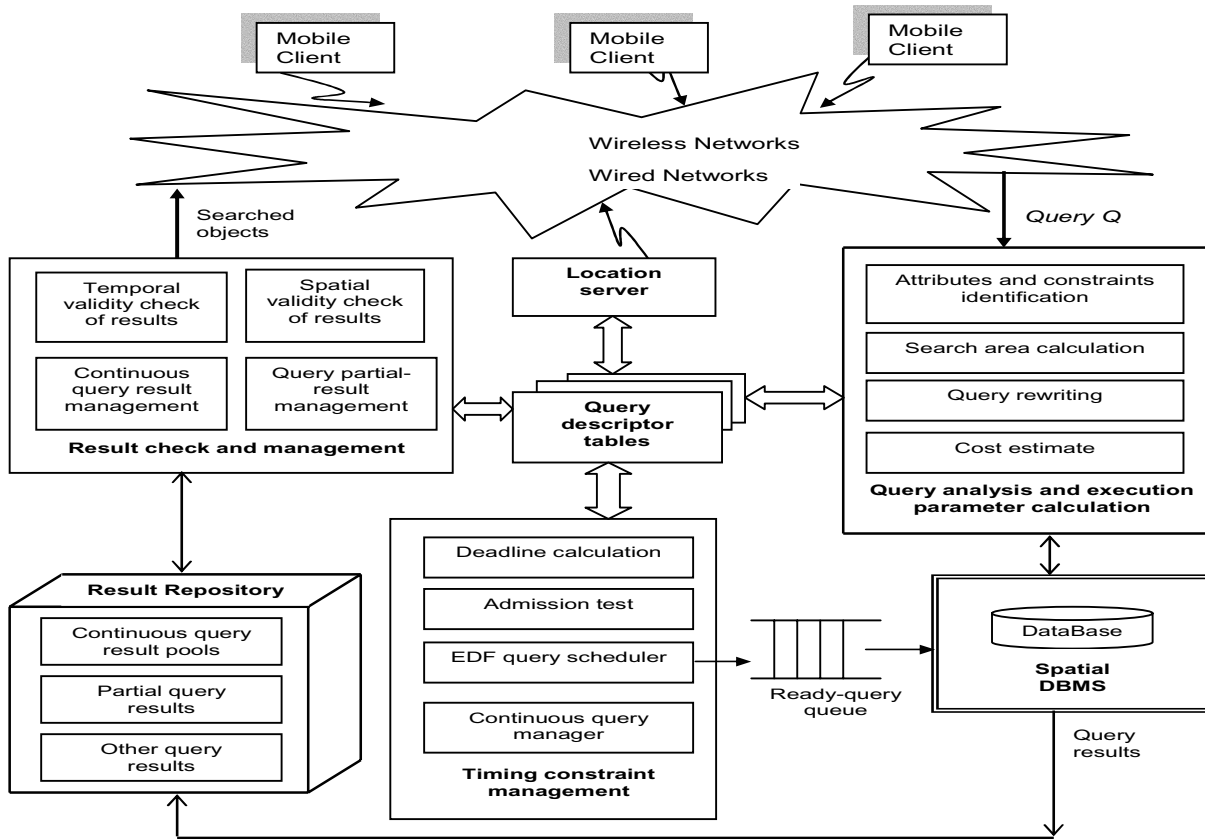 Mobile
Client
Mobile
Client
Mobile
Client
Wireless Networks
Wired Networks
Searched
objects
Query Q
Temporal
validity check
of results
Spatial
validity check
of results
Continuous
query result
management
Query partial-
result
management
Result check and management
Location
server
Query
descriptor
tables
Attributes and constraints
identification
Search area calculation
Query rewriting
Cost estimate
Query analysis and execution
parameter calculation
Result Repository
Continuous query
result pools
Partial query
results
Other query
results
Deadline calculation
Admission test
EDF query scheduler
Continuous query
manager
Timing constraint
management
Ready-query
queue
DataBase
Spatial
DBMS
Query
results